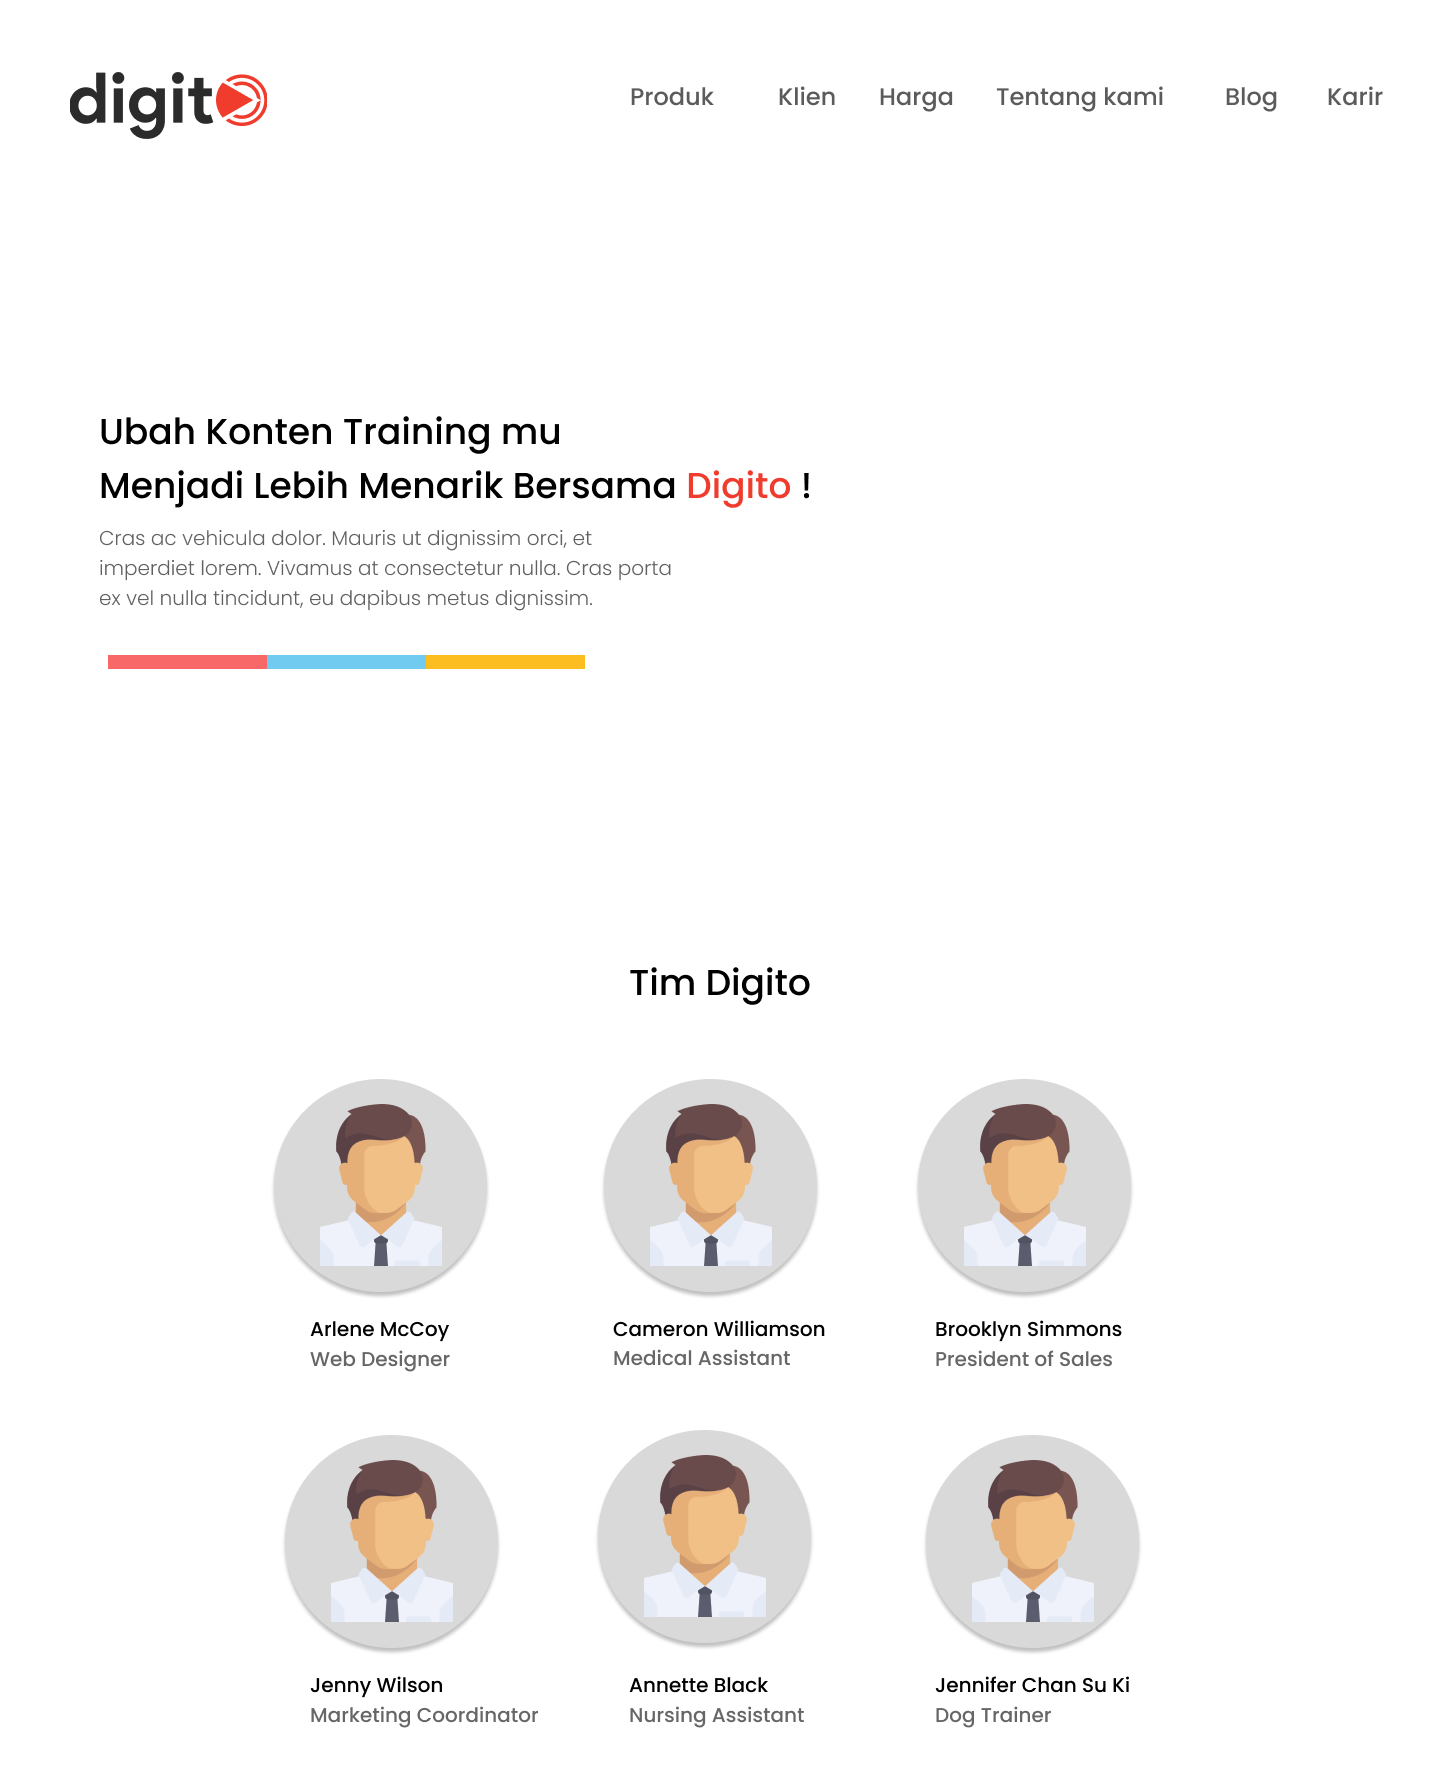 digito
Produk Klien Harga Tentang kami Blog Karir
Ubah Konten Training mu
Menjadi Lebih Menarik Bersama Digito !
Cras ac vehicula dolor. Mauris ut dignissim orci, et
imperdiet lorem. Vivamus at consectetur nulla. Cras porta
ex vel nulla tincidunt, eu dapibus metus dignissim.
Tim Digito
Arlene McCoy
Web Designer
Cameron Williamson
Medical Assistant
Brooklyn Simmons
President of Sales
Jenny Wilson
Marketing Coordinator
Annette Black
Nursing Assistant
Jennifer Chan Su Ki
Dog Trainer